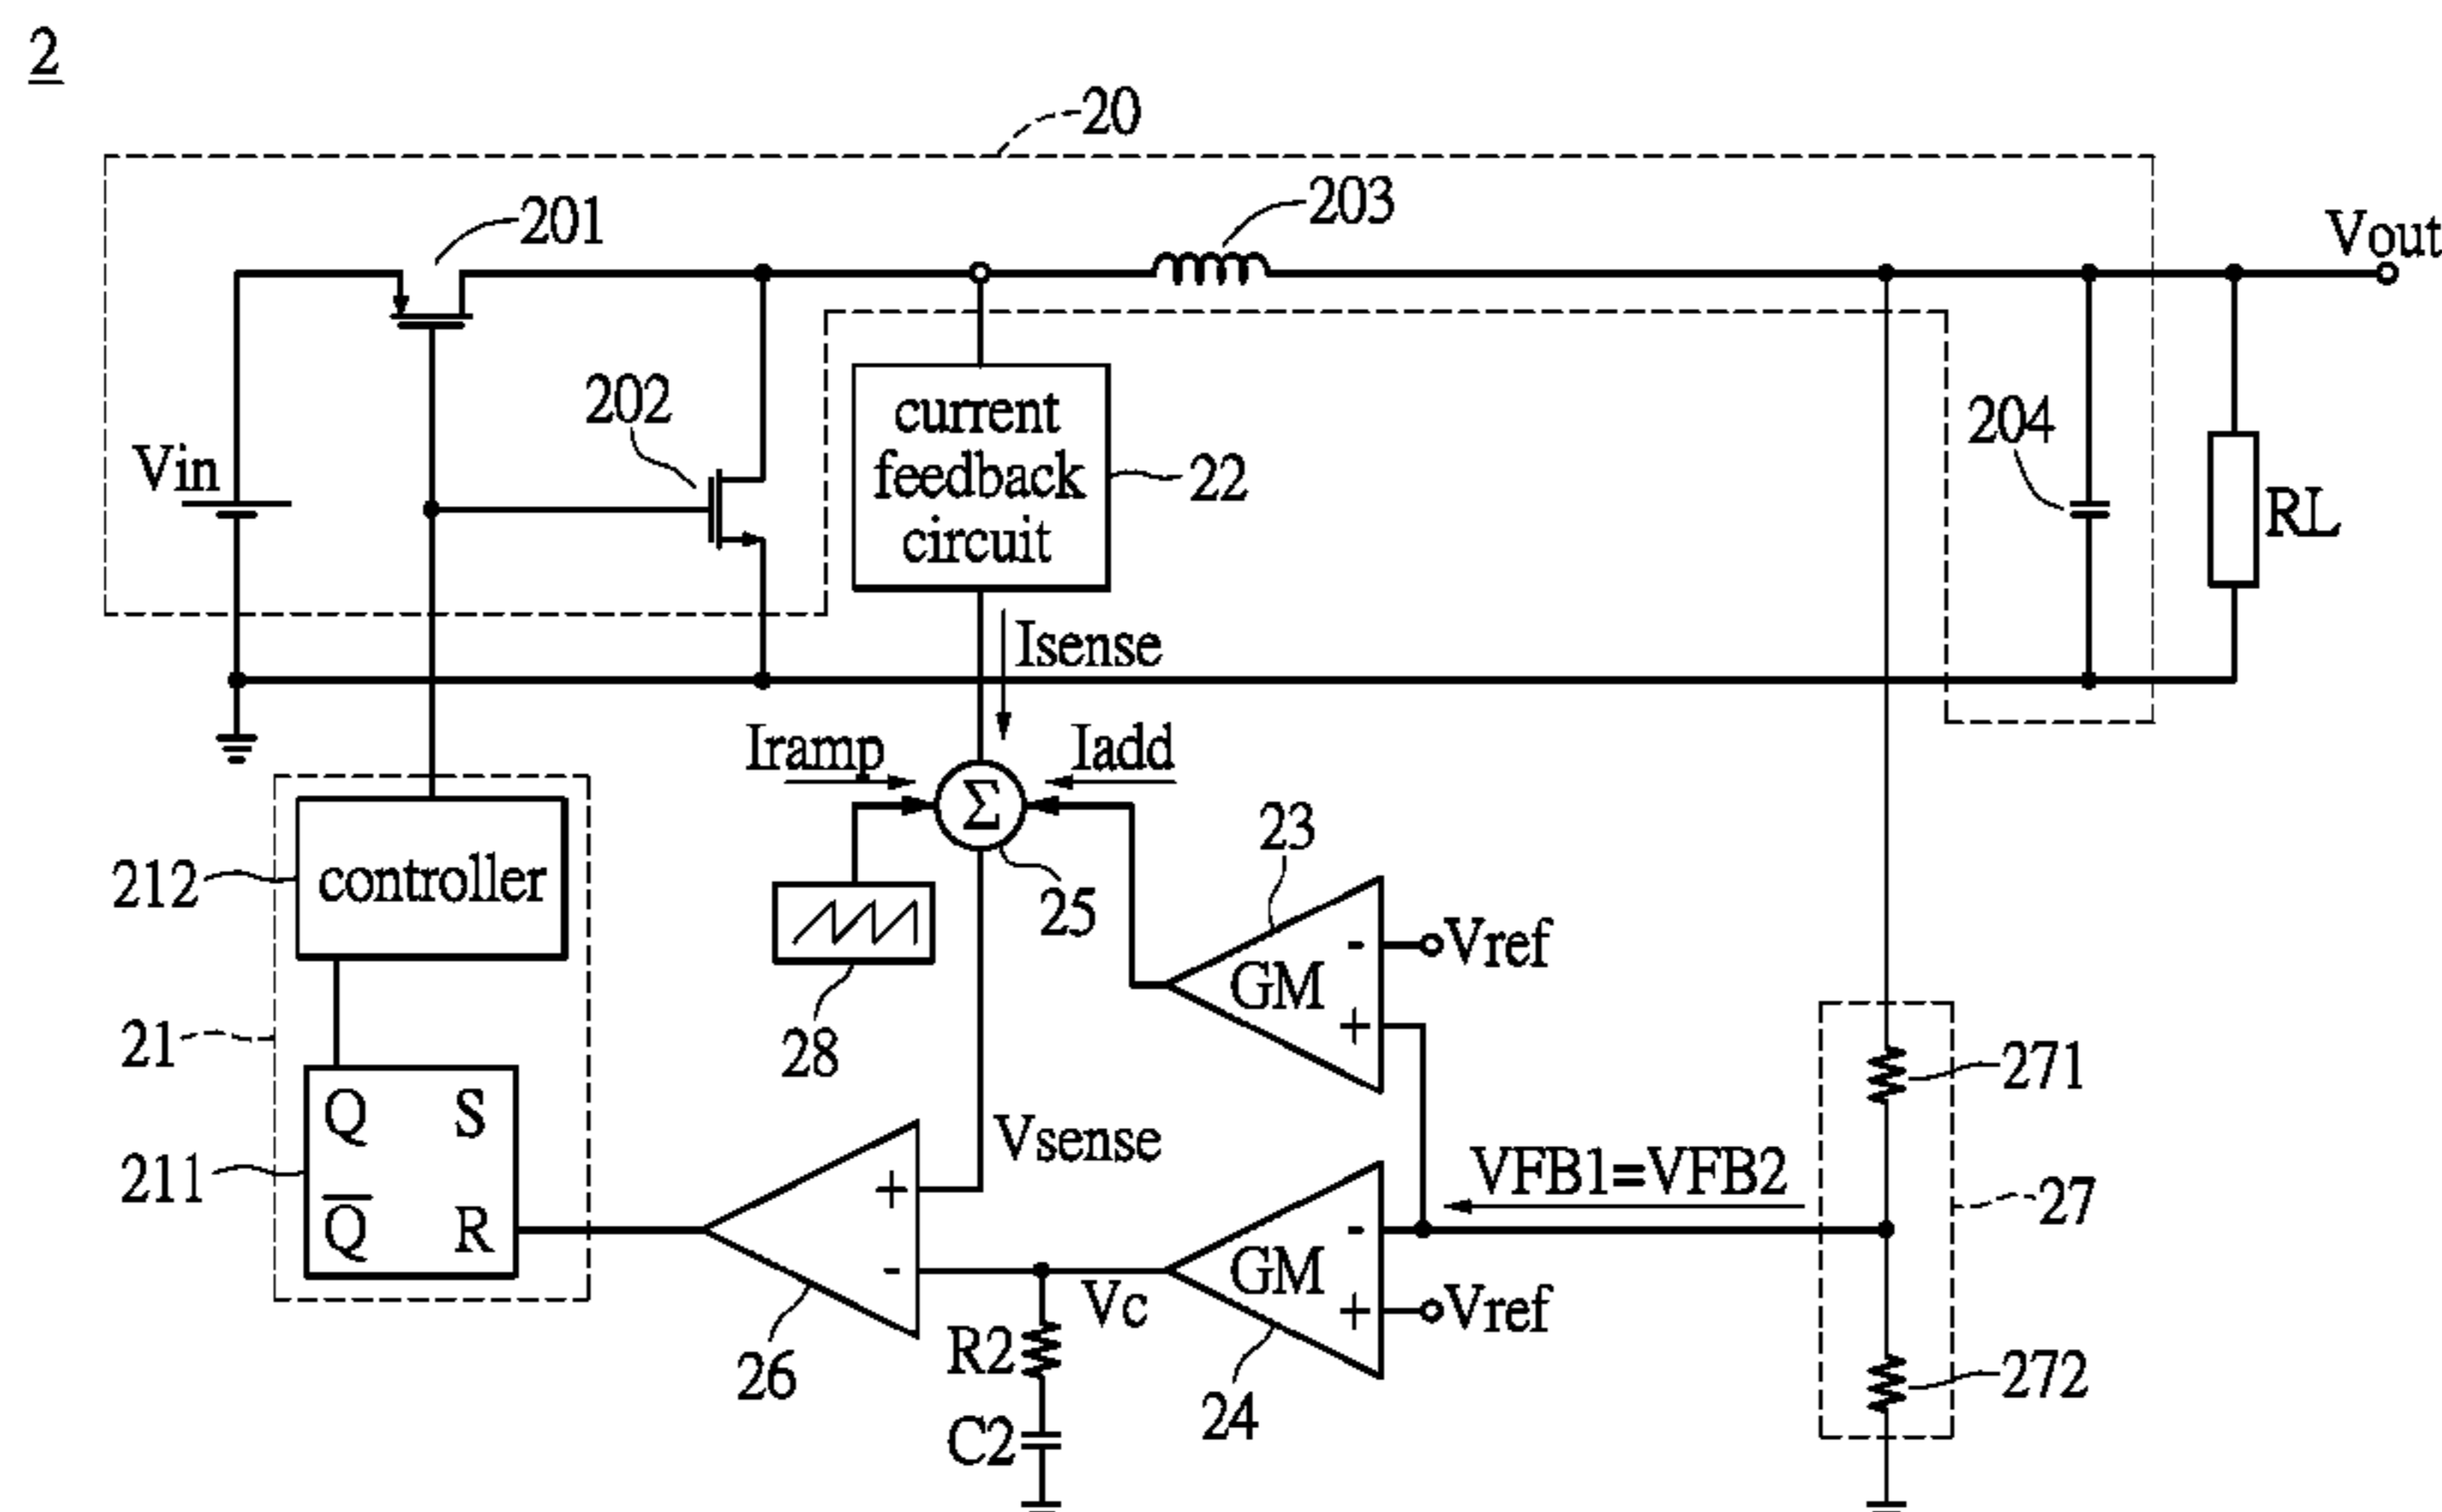 2
20
201
203
Vout
202
current
feedback
circuit
22
204
Vin
RL
Isense
Iramp
Iadd
Σ
23
212
controller
25
- Vref
GM
+
21
28
271
Q S
Vsense
VFB1=VFB2
211
+
27
Q̅ R
-
GM
-
Vc
+ Vref
R2
26
272
24
C2